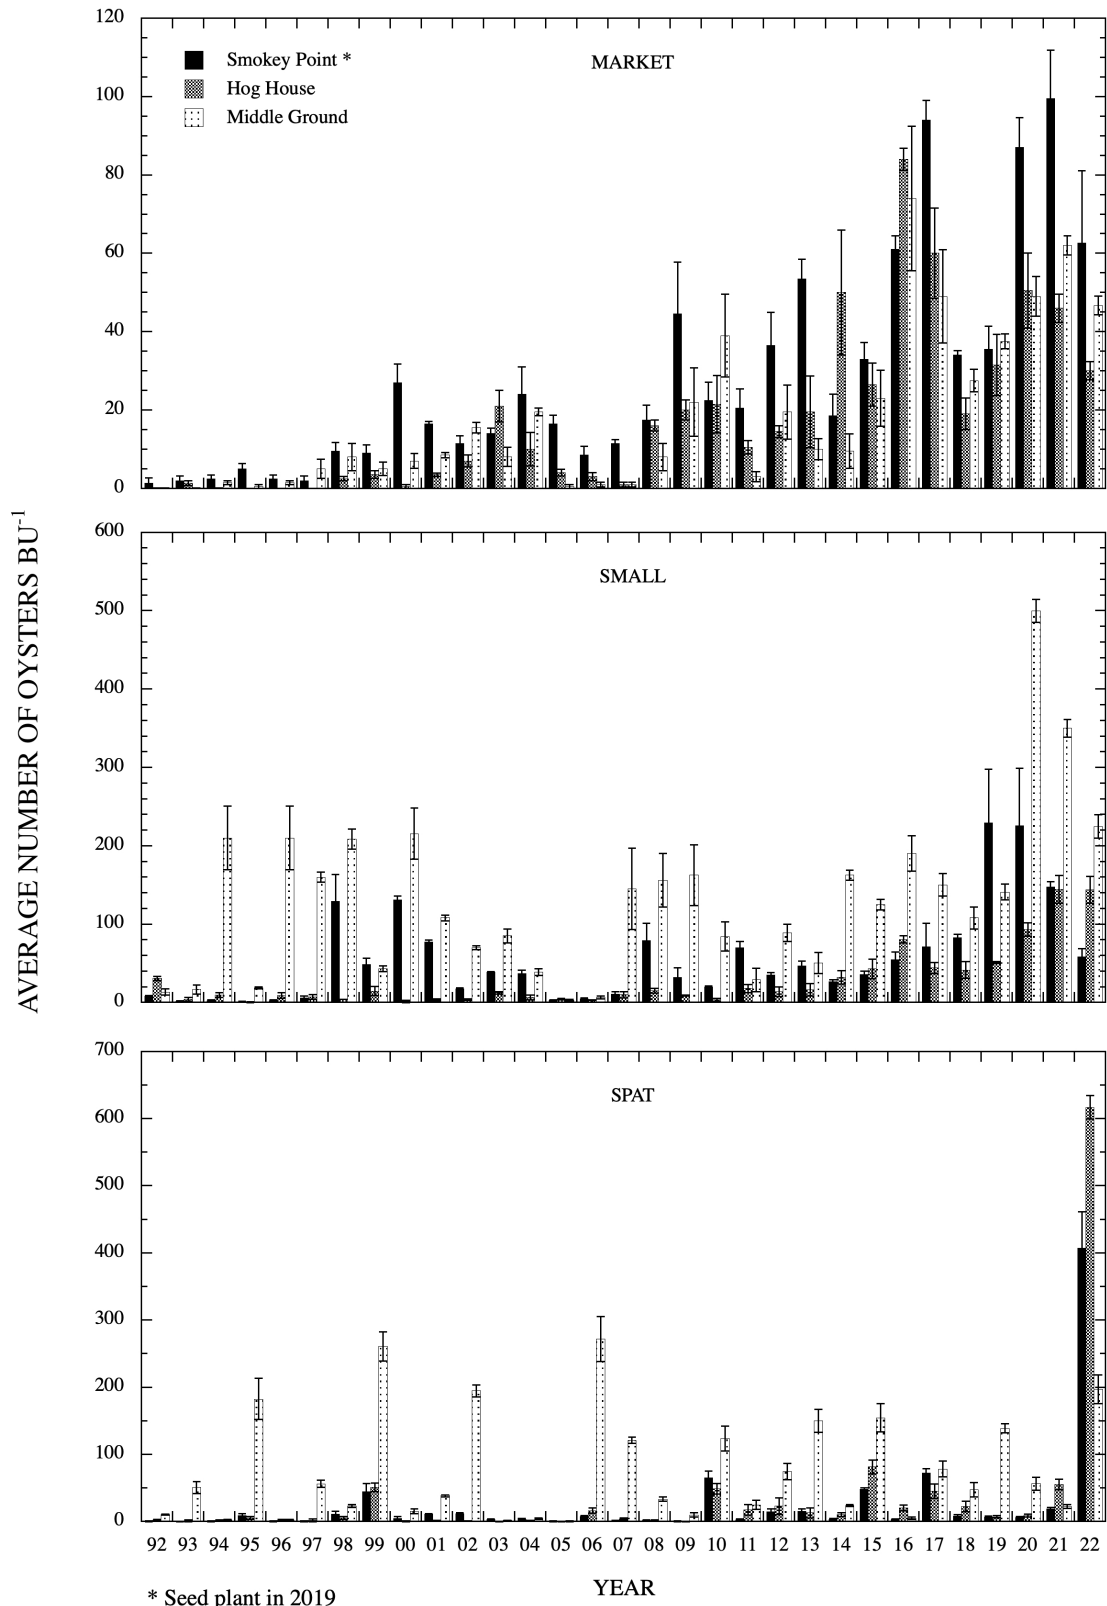 AVERAGE NUMBER OF OYSTERS BU-1
MARKET
Smokey Point *
Hog House
Middle Ground
120
100
80
60
40
20
0
SMALL
600
500
400
300
200
100
0
SPAT
700
600
500
400
300
200
100
0
92 93 94 95 96 97 98 99 00 01 02 03 04 05 06 07 08 09 10 11 12 13 14 15 16 17 18 19 20 21 22
YEAR
* Seed plant in 2019